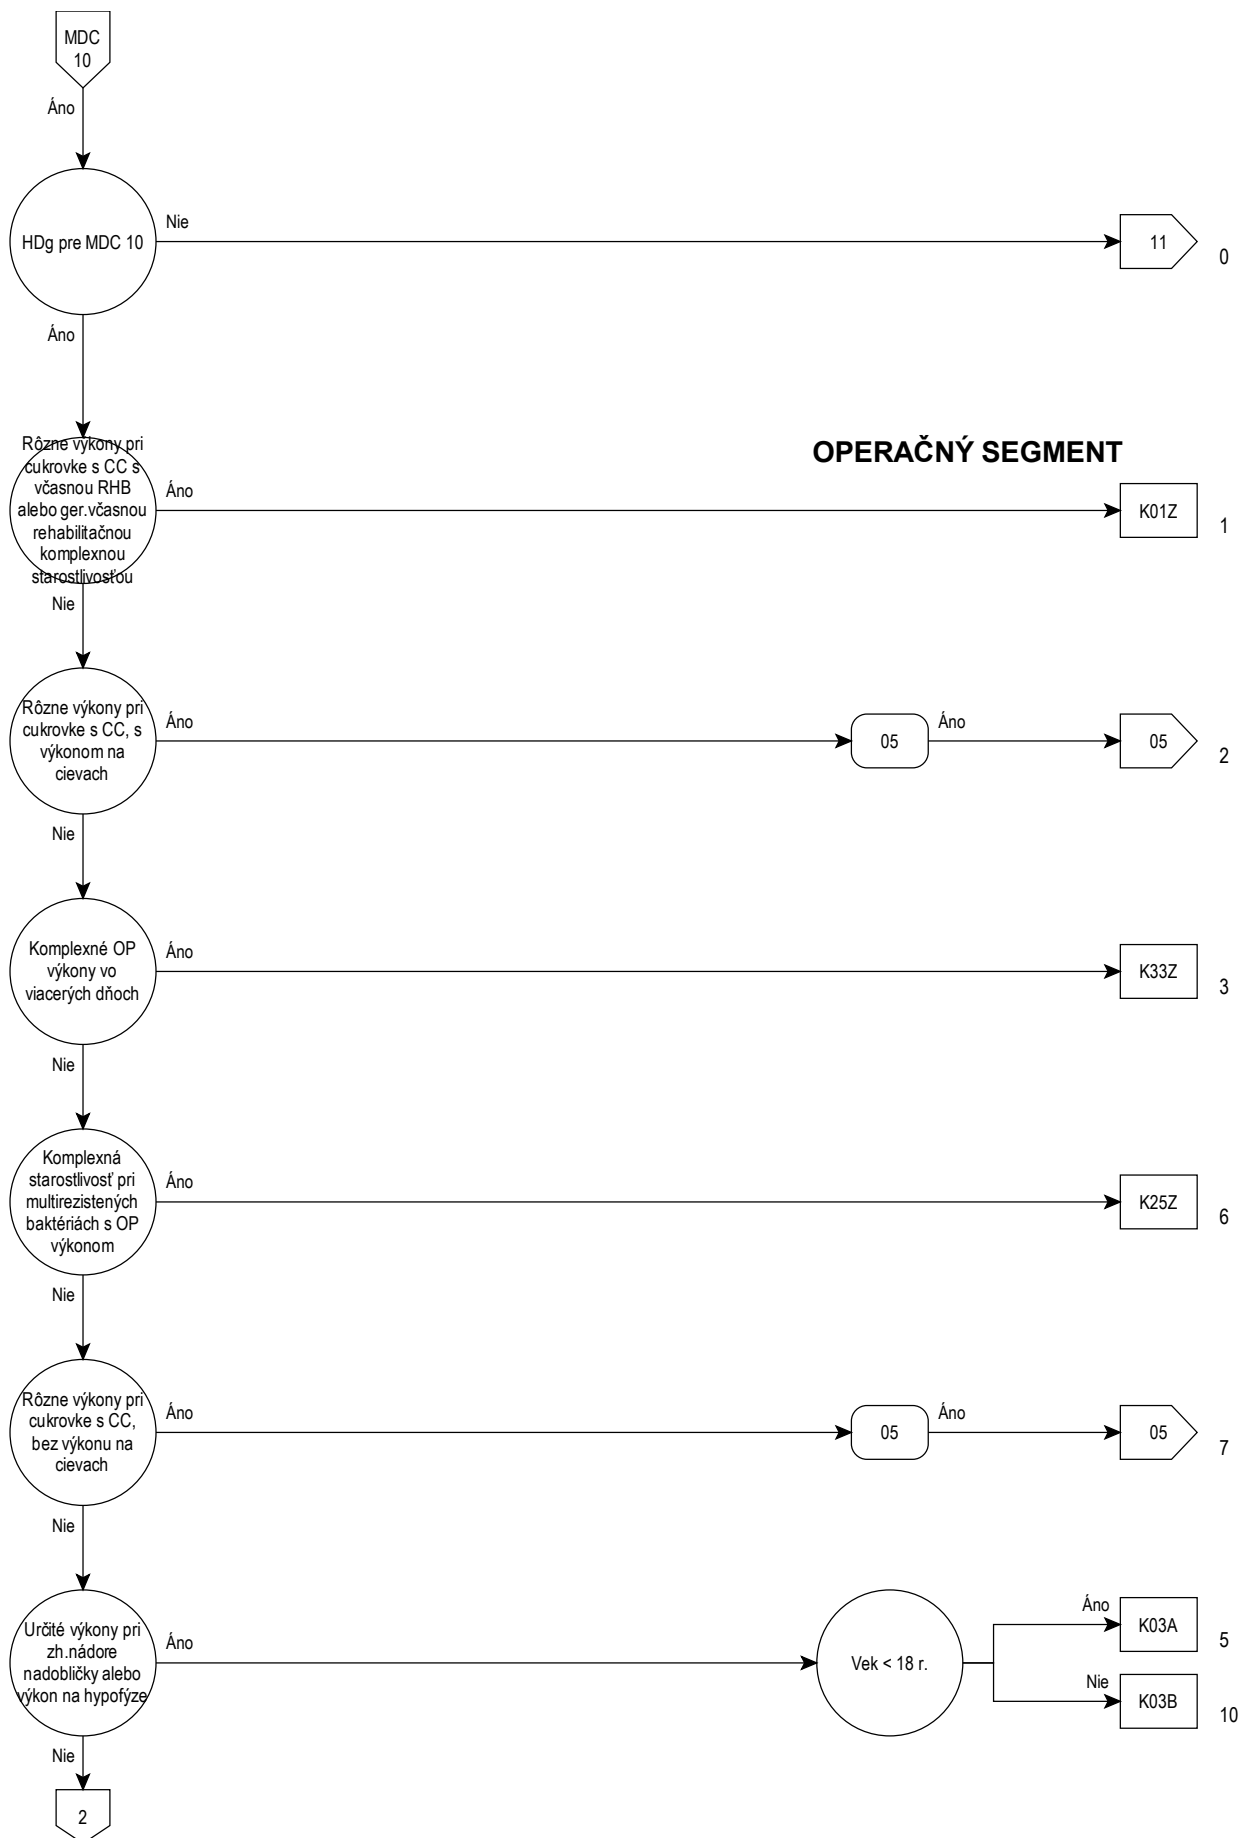 MDC
10
Áno
HDg pre MDC 10
Nie
11
0
Áno
OPERAČNÝ SEGMENT
Rôzne výkony pri
cukrovke s CC s
včasnou RHB
alebo ger.včasnou
rehabilitačnou
komplexnou
starostlivosťou
Áno
K01Z
1
Nie
Rôzne výkony pri
cukrovke s CC, s
výkonom na
cievach
Áno
05
Áno
05
2
Nie
Komplexné OP
výkony vo
viacerých dňoch
Áno
K33Z
3
Nie
Komplexná
starostlivosť pri
multirezistených
baktériách s OP
výkonom
Áno
K25Z
6
Nie
Rôzne výkony pri
cukrovke s CC,
bez výkonu na
cievach
Áno
05
Áno
05
7
Nie
Určité výkony pri
zh.nádore
nadobličky alebo
výkon na hypofýze
Áno
Vek < 18 r.
Áno
K03A
5
Nie
K03B
10
Nie
2